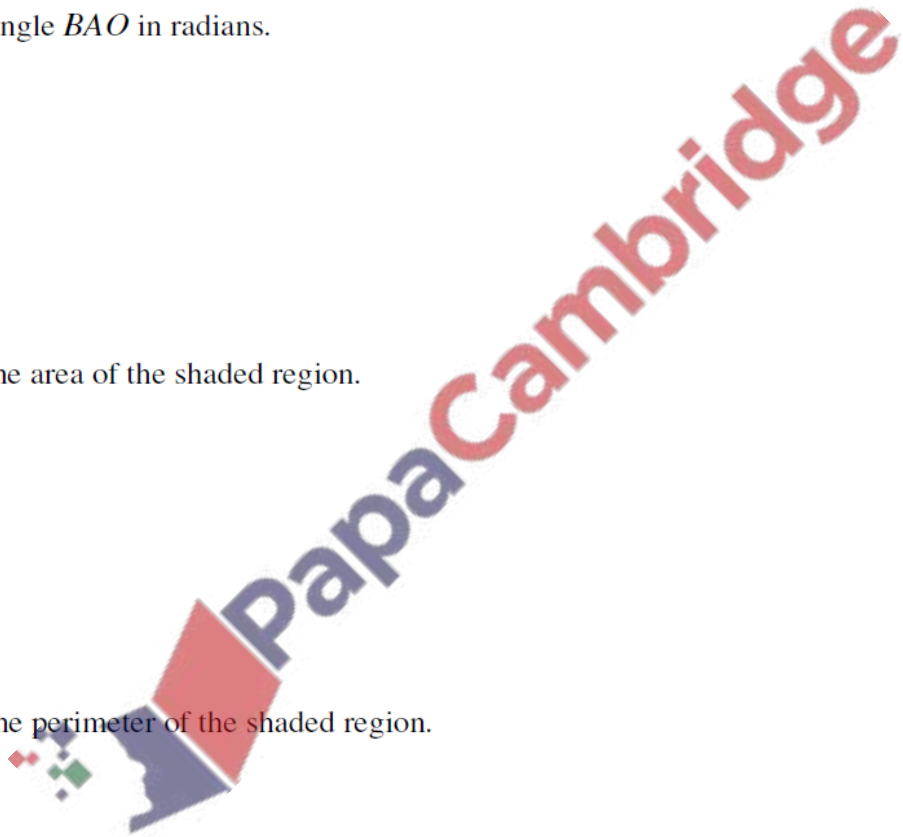 ngle BAO in radians.
he area of the shaded region.
he perimeter of the shaded region.
PapaCambridge